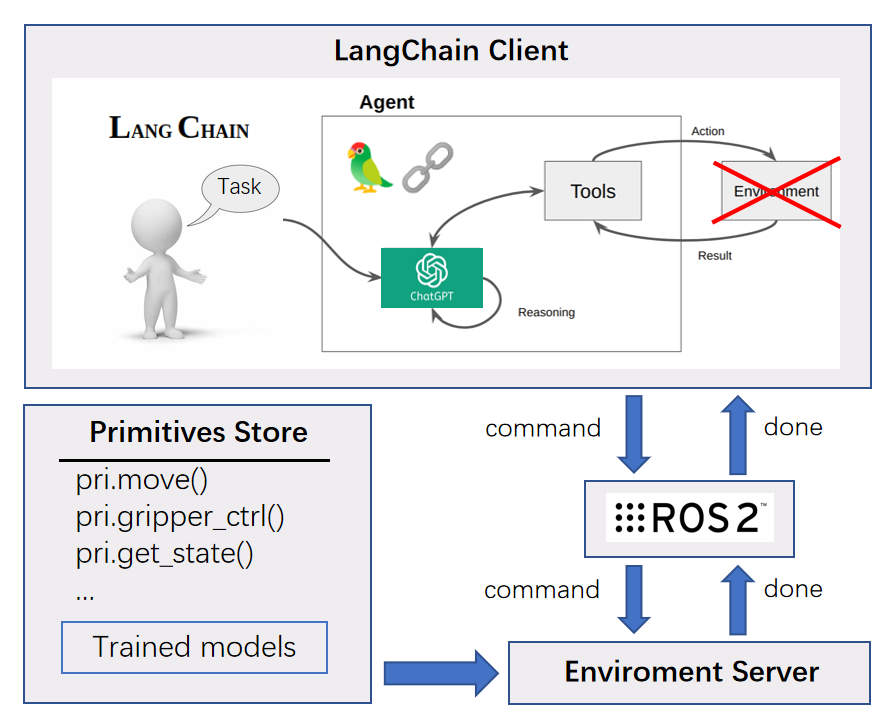 LangChain Client
Agent
LANG CHAIN
Task
Tools
Action
Environment
Result
ChatGPT
Reasoning
Primitives Store
pri.move()
pri.gripper_ctrl()
pri.get_state()
...
Trained models
command
done
ROS 2™
command
done
Enviroment Server